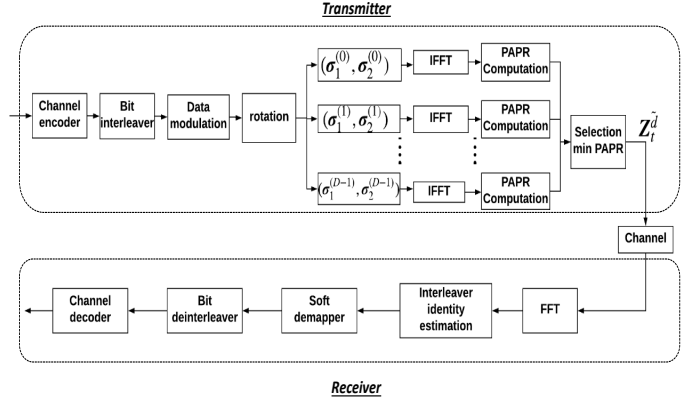 Transmitter
Channel encoder
Bit interleaver
Data modulation
rotation
(σ₁⁽⁰⁾, σ₂⁽⁰⁾)
IFFT
PAPR Computation
(σ₁⁽¹⁾, σ₂⁽¹⁾)
IFFT
PAPR Computation
(σ₁⁽ᴰ⁻¹⁾, σ₂⁽ᴰ⁻¹⁾)
IFFT
PAPR Computation
Selection min PAPR
Z_t^{\tilde{d}}
Channel
Channel decoder
Bit deinterleaver
Soft demapper
Interleaver identity estimation
FFT
Receiver